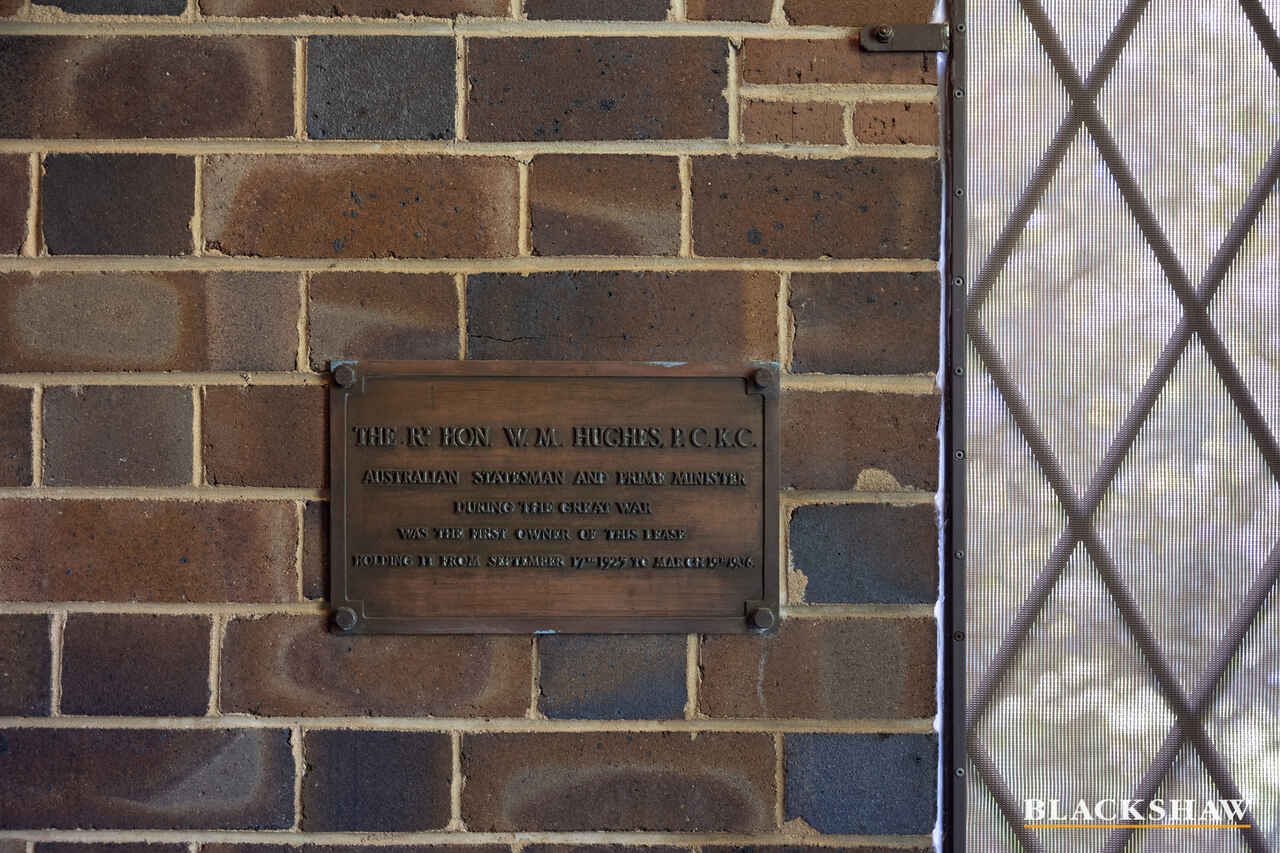 THE Rᵀ HON. W. M. HUGHES, P.C. K.C.
AUSTRALIAN STATESMAN AND PRIME MINISTER
DURING THE GREAT WAR
WAS THE FIRST OWNER OF THIS LEASE
HOLDING IT FROM SEPTEMBER 17ᵀᴴ 1925 TO MARCH 19ᵀᴴ 1936.
BLACKSHAW